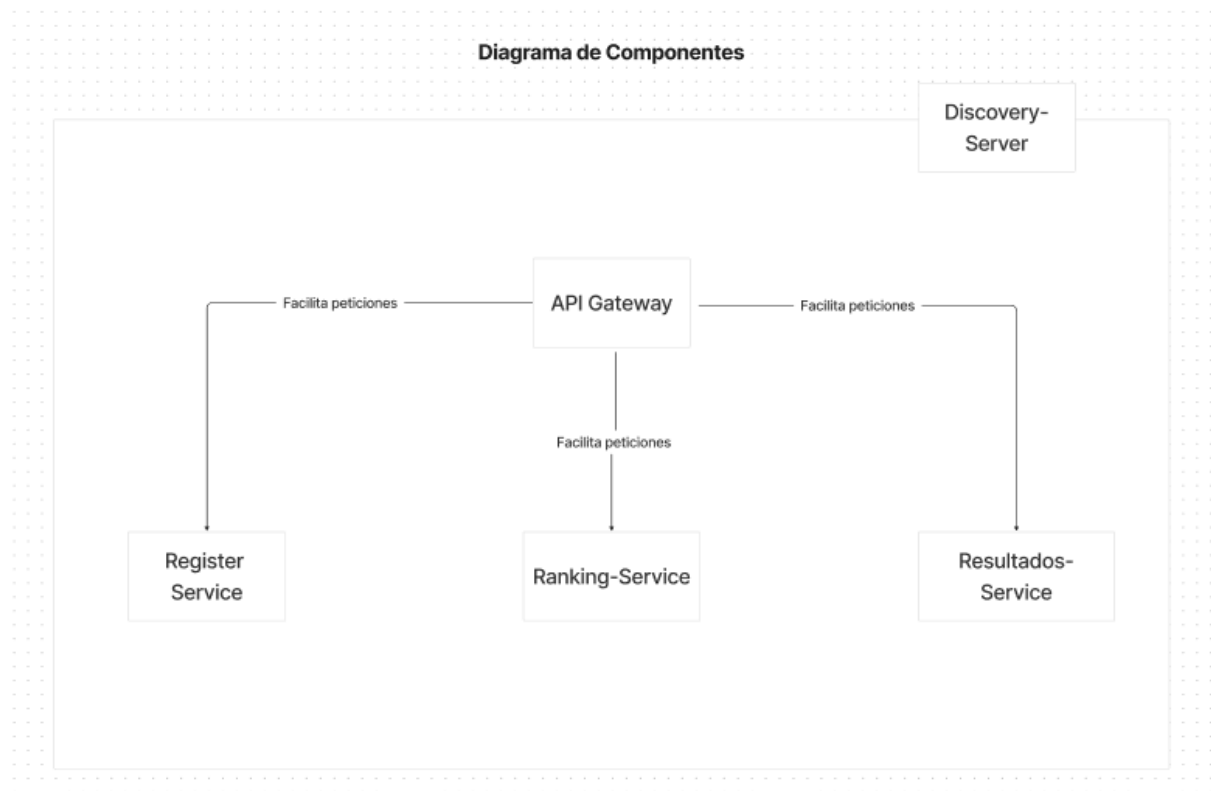 Diagrama de Componentes
Discovery-
Server
API Gateway
Facilita peticiones
Facilita peticiones
Facilita peticiones
Register
Service
Ranking-Service
Resultados-
Service